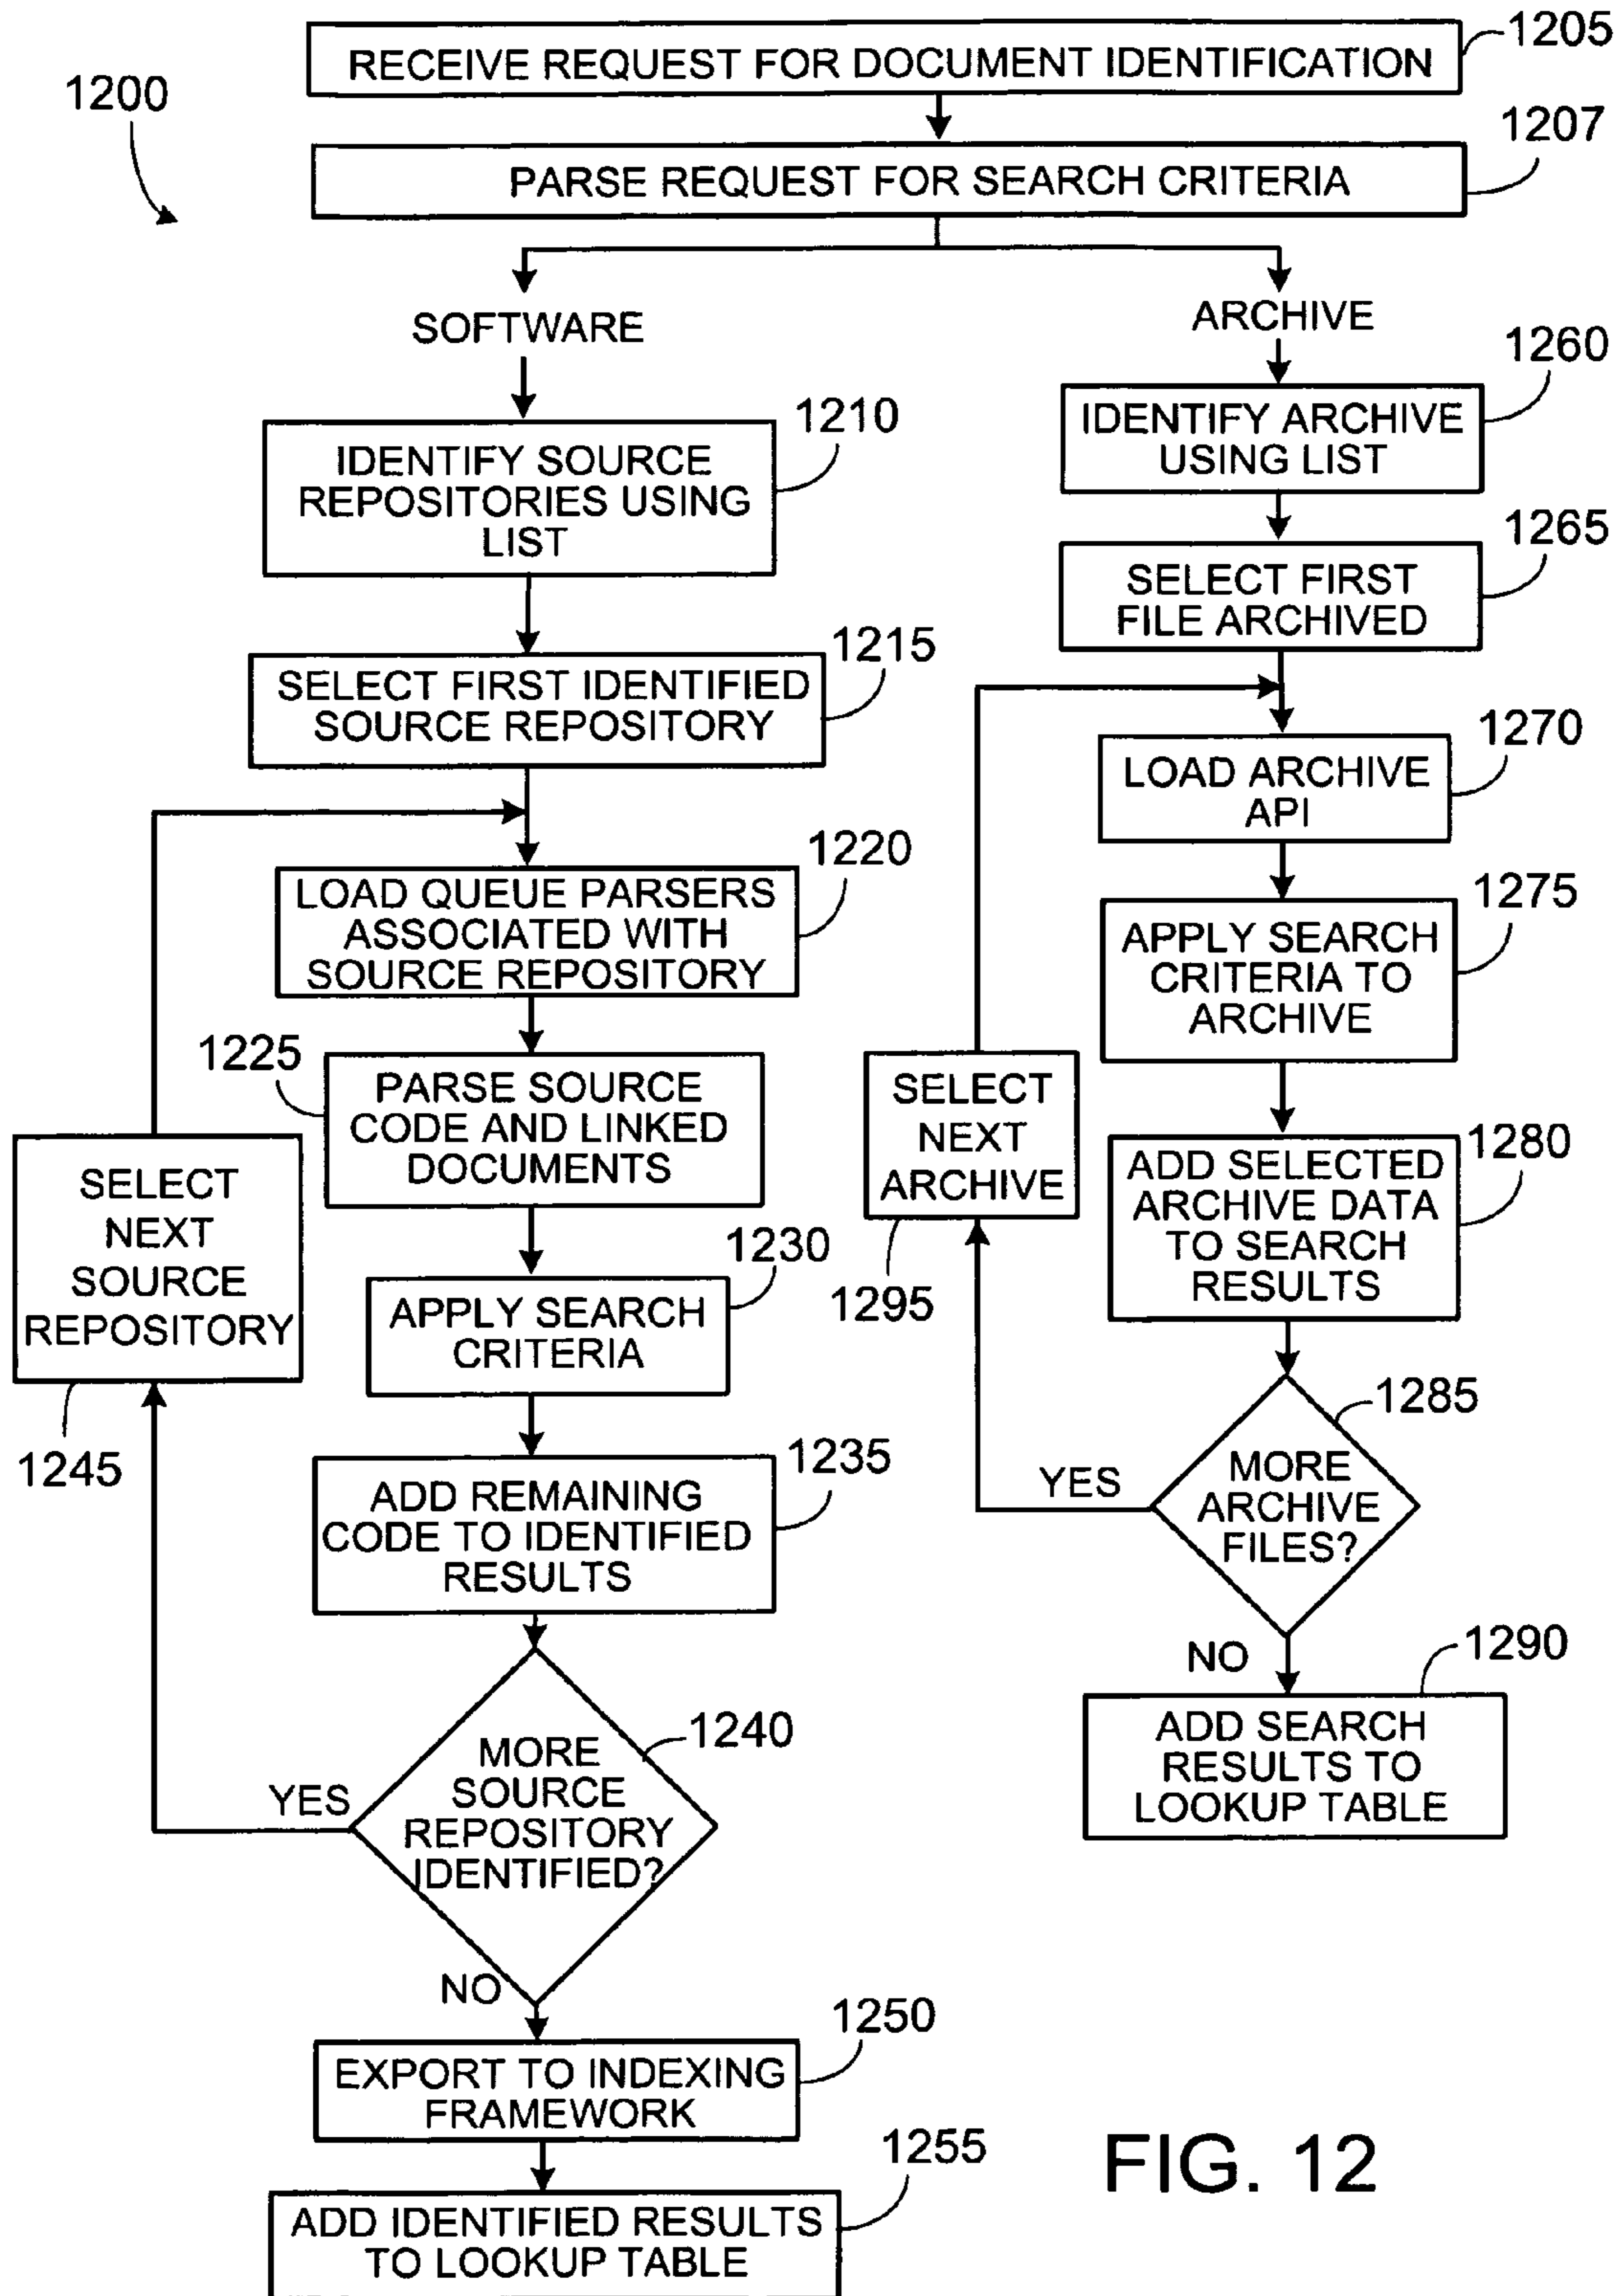 1205
RECEIVE REQUEST FOR DOCUMENT IDENTIFICATION
1200
1207
PARSE REQUEST FOR SEARCH CRITERIA
SOFTWARE
1210
IDENTIFY SOURCE
REPOSITORIES USING
LIST
1215
SELECT FIRST IDENTIFIED
SOURCE REPOSITORY
1220
LOAD QUEUE PARSERS
ASSOCIATED WITH
SOURCE REPOSITORY
1225
PARSE SOURCE
CODE AND LINKED
DOCUMENTS
1230
APPLY SEARCH
CRITERIA
1235
ADD REMAINING
CODE TO IDENTIFIED
RESULTS
1240
MORE
SOURCE
REPOSITORY
IDENTIFIED?
YES
SELECT
NEXT
SOURCE
REPOSITORY
1245
NO
1250
EXPORT TO INDEXING
FRAMEWORK
1255
ADD IDENTIFIED RESULTS
TO LOOKUP TABLE
ARCHIVE
1260
IDENTIFY ARCHIVE
USING LIST
1265
SELECT FIRST
FILE ARCHIVED
1270
LOAD ARCHIVE
API
1275
APPLY SEARCH
CRITERIA TO
ARCHIVE
1280
ADD SELECTED
ARCHIVE DATA
TO SEARCH
RESULTS
1285
MORE
ARCHIVE
FILES?
YES
SELECT
NEXT
ARCHIVE
1295
NO
1290
ADD SEARCH
RESULTS TO
LOOKUP TABLE
FIG. 12